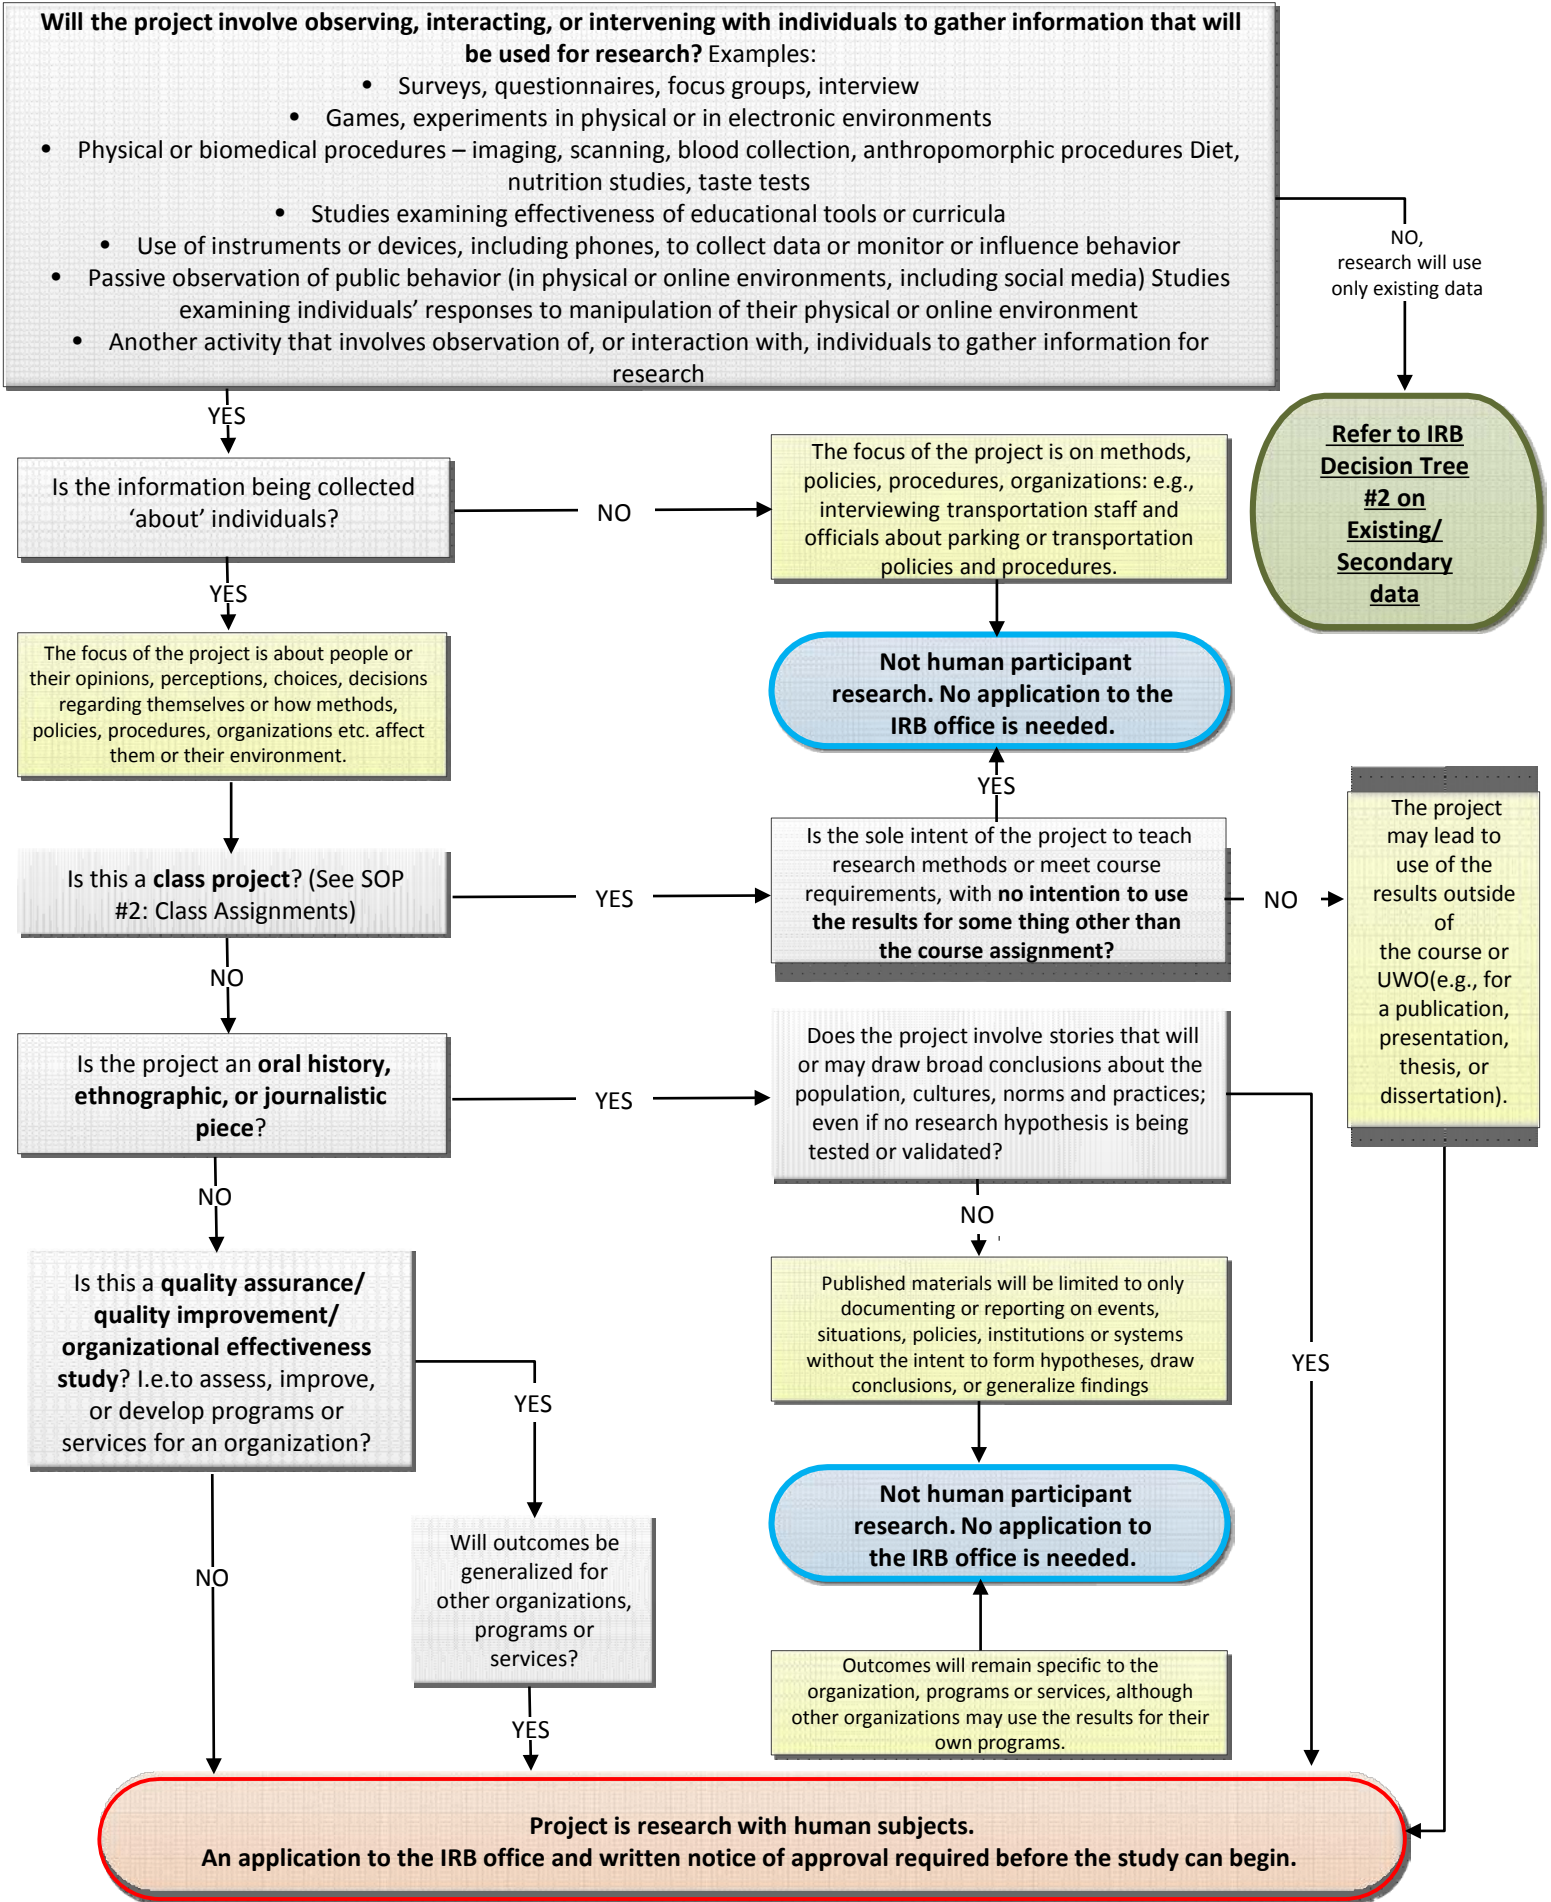 Will the project involve observing, interacting, or intervening with individuals to gather information that will
be used for research? Examples:
• Surveys, questionnaires, focus groups, interview
• Games, experiments in physical or in electronic environments
• Physical or biomedical procedures – imaging, scanning, blood collection, anthropomorphic procedures Diet,
nutrition studies, taste tests
• Studies examining effectiveness of educational tools or curricula
• Use of instruments or devices, including phones, to collect data or monitor or influence behavior
• Passive observation of public behavior (in physical or online environments, including social media) Studies
examining individuals’ responses to manipulation of their physical or online environment
• Another activity that involves observation of, or interaction with, individuals to gather information for
research
NO,
research will use
only existing data
Refer to IRB
Decision Tree
#2 on
Existing/
Secondary
data
YES
Is the information being collected
‘about’ individuals?
NO
The focus of the project is on methods,
policies, procedures, organizations: e.g.,
interviewing transportation staff and
officials about parking or transportation
policies and procedures.
Not human participant
research. No application to the
IRB office is needed.
YES
The focus of the project is about people or
their opinions, perceptions, choices, decisions
regarding themselves or how methods,
policies, procedures, organizations etc. affect
them or their environment.
Is this a class project? (See SOP
#2: Class Assignments)
YES
YES
Is the sole intent of the project to teach
research methods or meet course
requirements, with no intention to use
the results for some thing other than
the course assignment?
NO
The project
may lead to
use of the
results outside
of
the course or
UWO(e.g., for
a publication,
presentation,
thesis, or
dissertation).
NO
Is the project an oral history,
ethnographic, or journalistic
piece?
YES
Does the project involve stories that will
or may draw broad conclusions about the
population, cultures, norms and practices;
even if no research hypothesis is being
tested or validated?
YES
NO
Published materials will be limited to only
documenting or reporting on events,
situations, policies, institutions or systems
without the intent to form hypotheses, draw
conclusions, or generalize findings
Not human participant
research. No application to
the IRB office is needed.
NO
Is this a quality assurance/
quality improvement/
organizational effectiveness
study? I.e.to assess, improve,
or develop programs or
services for an organization?
YES
Will outcomes be
generalized for
other organizations,
programs or
services?
Outcomes will remain specific to the
organization, programs or services, although
other organizations may use the results for their
own programs.
NO
YES
Project is research with human subjects.
An application to the IRB office and written notice of approval required before the study can begin.